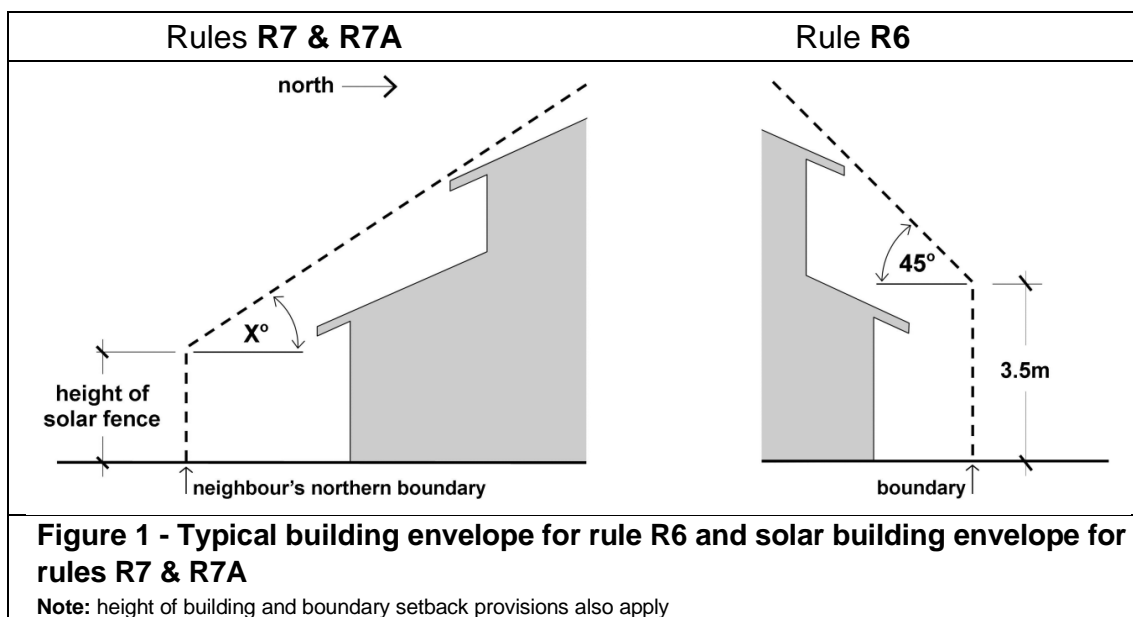 Rules R7 & R7A
Rule R6
north
X°
height of
solar fence
neighbour's northern boundary
45°
3.5m
boundary
Figure 1 - Typical building envelope for rule R6 and solar building envelope for
rules R7 & R7A
Note: height of building and boundary setback provisions also apply